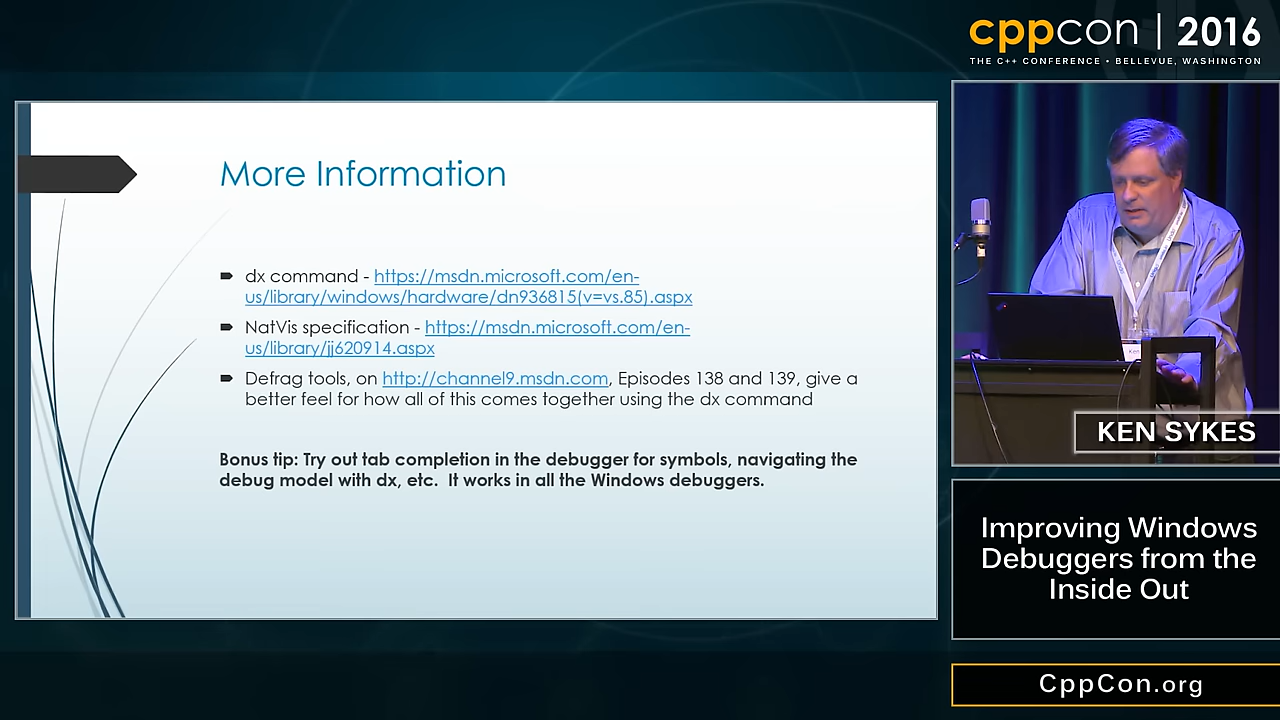 cppcon | 2016
THE C++ CONFERENCE • BELLEVUE, WASHINGTON
More Information
dx command - https://msdn.microsoft.com/en-
us/library/windows/hardware/dn936815(v=vs.85).aspx
NatVis specification - https://msdn.microsoft.com/en-
us/library/jj620914.aspx
Defrag tools, on http://channel9.msdn.com, Episodes 138 and 139, give a
better feel for how all of this comes together using the dx command
Bonus tip: Try out tab completion in the debugger for symbols, navigating the
debug model with dx, etc.  It works in all the Windows debuggers.
KEN SYKES
Improving Windows
Debuggers from the
Inside Out
CppCon.org